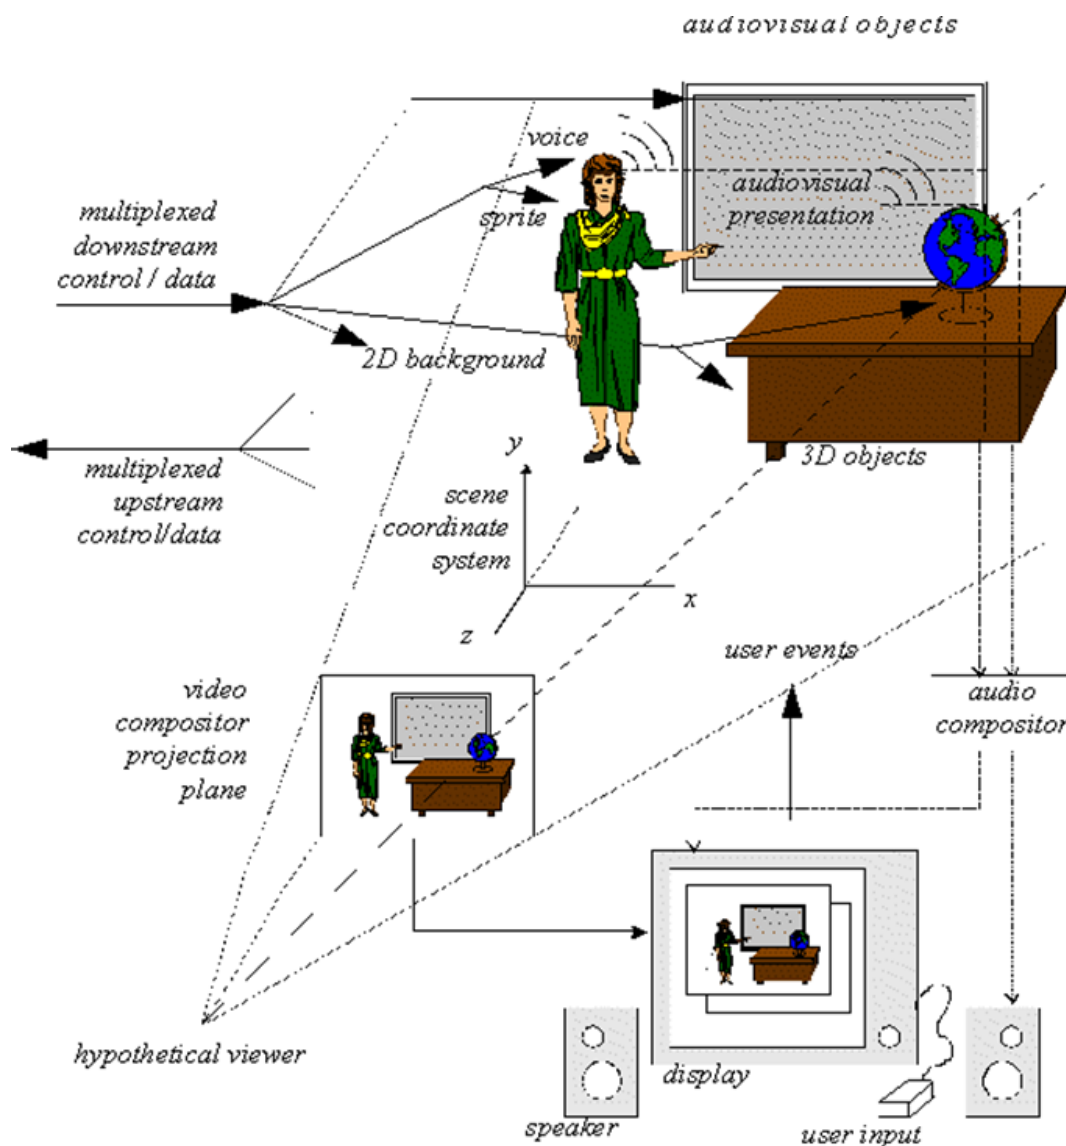 audiovisual objects
voice
sprite
audiovisual
presentation
multiplexed
downstream
control / data
2D background
3D objects
multiplexed
upstream
control/data
y
scene
coordinate
system
x
z
user events
video
compositor
projection
plane
audio
compositor
hypothetical viewer
display
speaker
user input